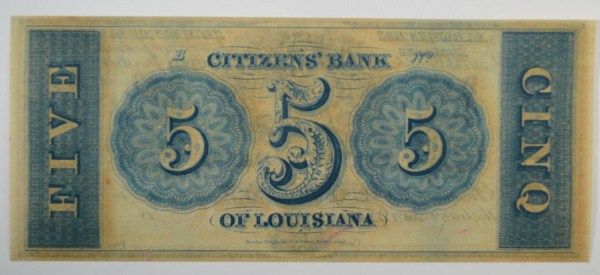 B CITIZENS' BANK
FIVE 5 5 5 CINQ
OF LOUISIANA.